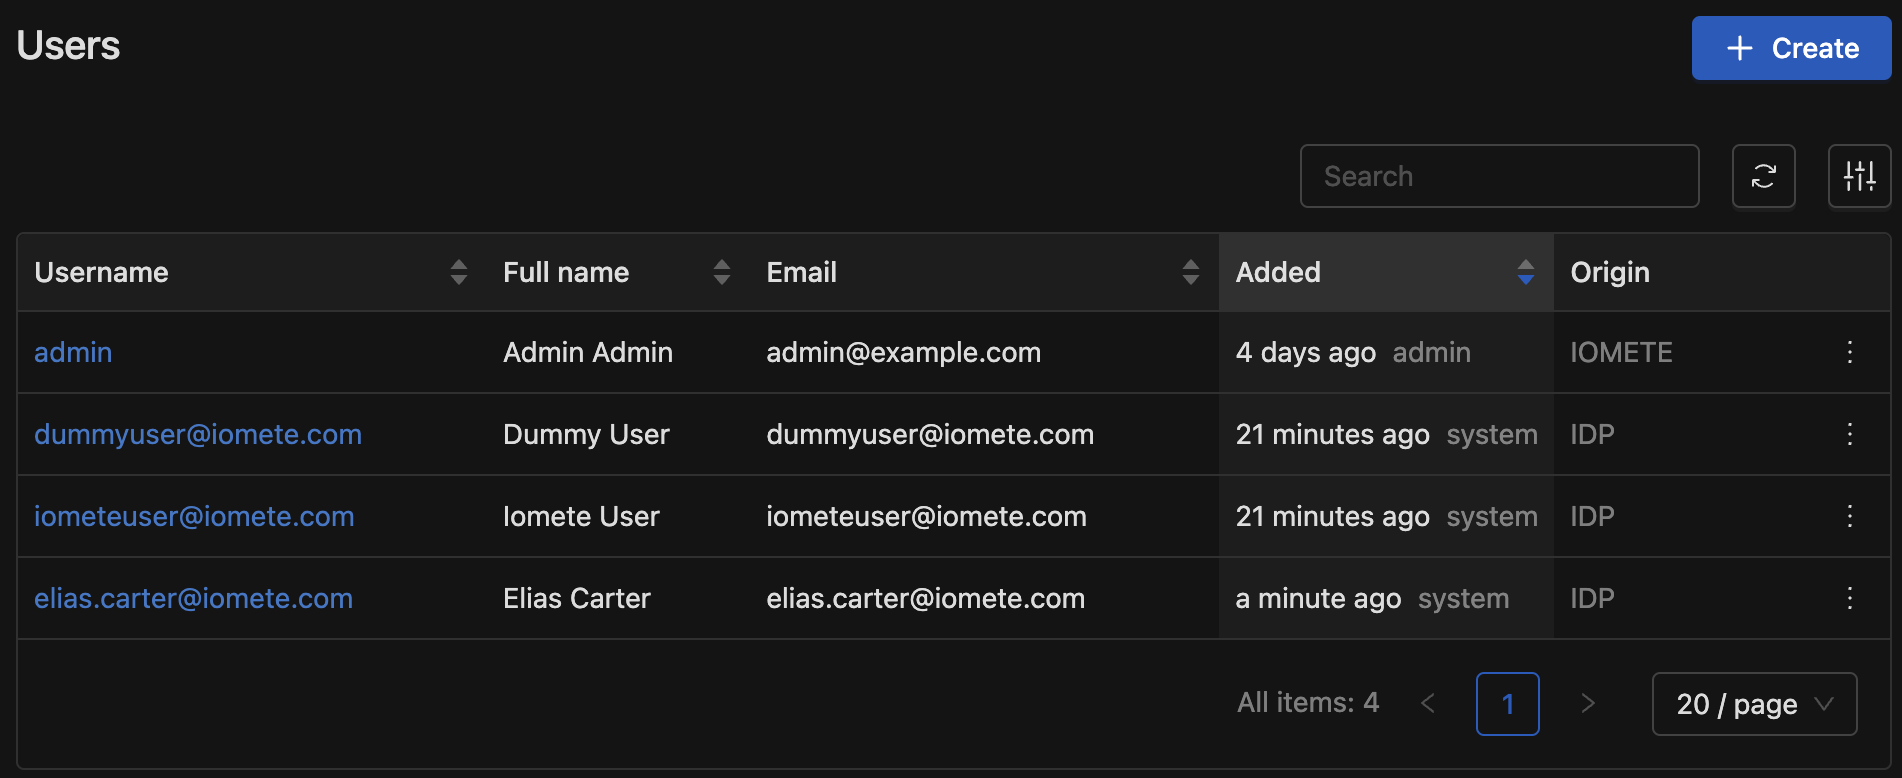 Users
+ Create
Search
Username Full name Email Added Origin
admin Admin Admin admin@example.com 4 days ago admin IOMETE
dummyuser@iomete.com Dummy User dummyuser@iomete.com 21 minutes ago system IDP
iometeuser@iomete.com Iomete User iometeuser@iomete.com 21 minutes ago system IDP
elias.carter@iomete.com Elias Carter elias.carter@iomete.com a minute ago system IDP
All items: 4 < 1 > 20 / page